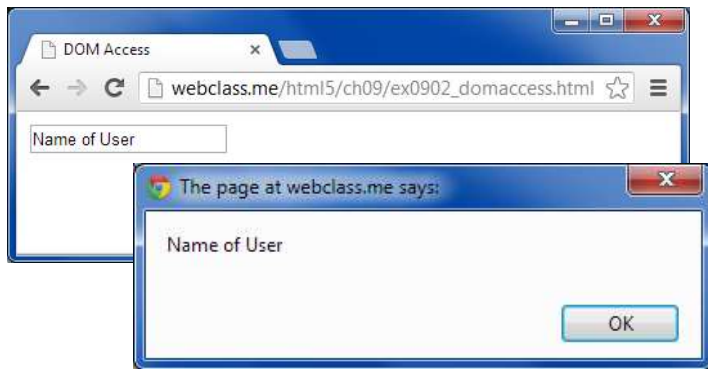 DOM Access
webclass.me/html5/ch09/ex0902_domaccess.html
Name of User
The page at webclass.me says:
Name of User
OK